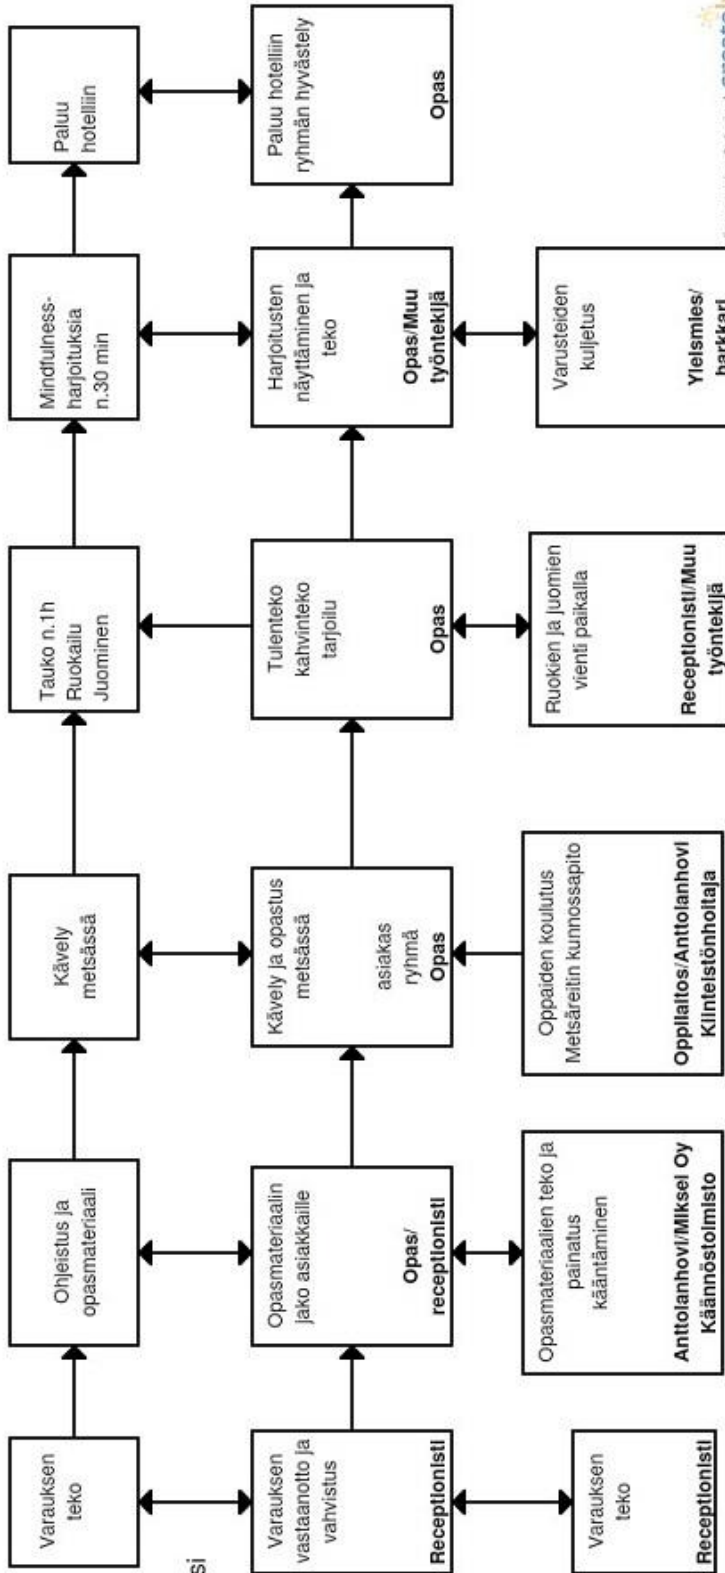 Varauksen
teko
Ohjeistus ja
opasmateriaali
Kävely
metsässä
Tauko n.1h
Ruokailu
Juominen
Mindfulness-
harjoituksia
n.30 min
Paluu
hotelliin
si
Varauksen
vastaanotto ja
vahvistus
Receptionisti
Opasmateriaalin
jako asiakkaille
Opas/
receptionisti
Kävely ja opastus
metsässä
asiakas
ryhmä
Opas
Tulenteko
kahvinteko
tarjoilu
Opas
Harjoitusten
näyttäminen ja
teko
Opas/Muu
työntekijä
Paluu hotelliin
ryhmän hyvästely
Opas
Varauksen
teko
Receptionisti
Opasmateriaalien teko ja
painatus
kääntäminen
Anttolanhovi/Miksei Oy
Käännöstoimisto
Oppaiden koulutus
Metsäreitin kunnossapito
Oppilaitos/Anttolanhovi
Kiinteistönhoitaja
Ruokien ja juomien
vienti paikalla
Receptionisti/Muu
työntekijä
Varusteiden
kuljetus
Yleismies/
harkkari